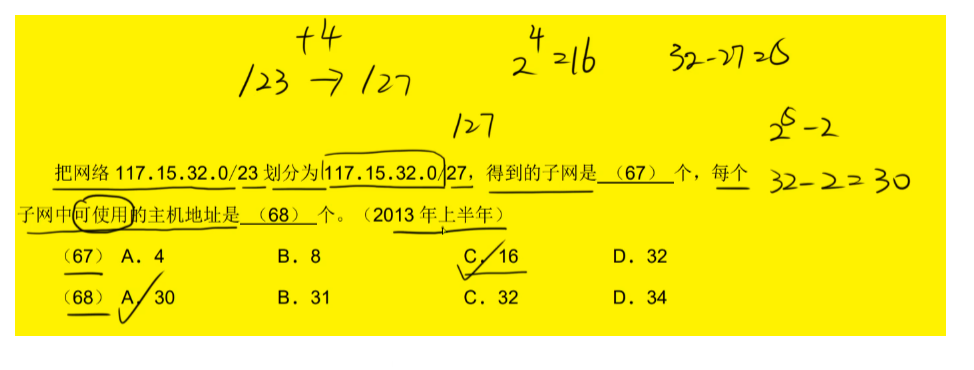 +4
/23 → /27
2^4=16
32-27=5
/27
2^5-2
把网络 117.15.32.0/23 划分为 117.15.32.0/27，得到的子网是 （67） 个，每个
32-2=30
子网中可使用的主机地址是 （68） 个。（2013 年上半年）
（67） A．4 B．8 C．16 D．32
（68） A．30 B．31 C．32 D．34